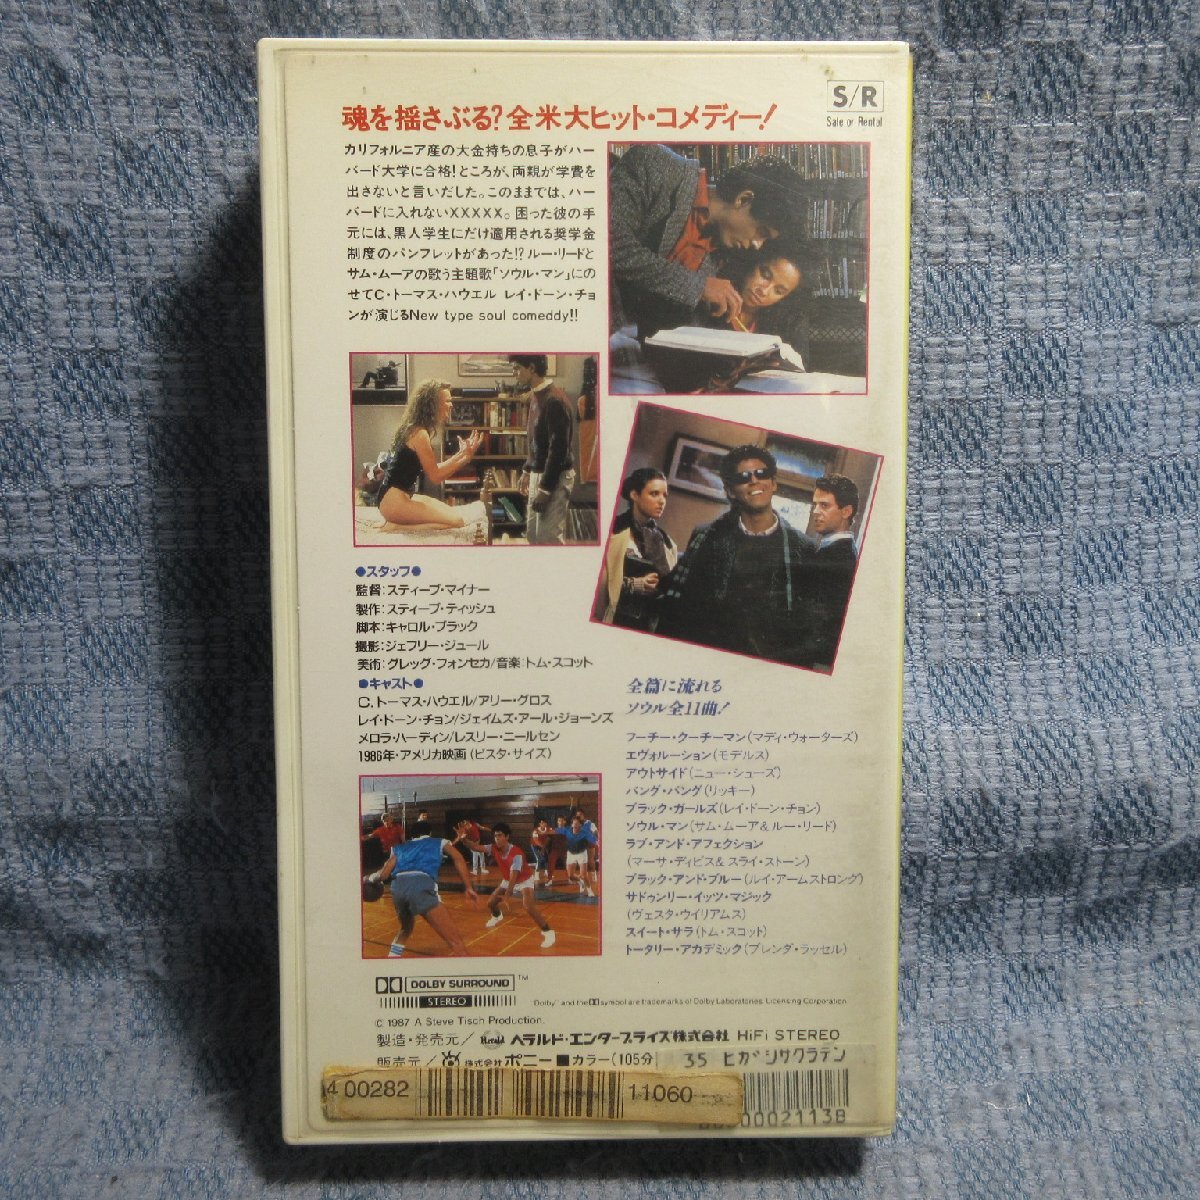 S/R
Sale or Rental
魂を揺さぶる?全米大ヒット・コメディー!
カリフォルニア産の大金持ちの息子がハー
バード大学に合格!ところが、両親が学費を
出さないと言いだした。このままでは、ハー
バードに入れないXXXXX。困った彼の手
元には、黒人学生にだけ適用される奨学金
制度のパンフレットがあった!?ルー・リードと
サム・ムーアの歌う主題歌「ソウル・マン」にの
せてC・トーマス・ハウエル レイ・ドーン・チョ
ンが演じるNew type soul comeddy!!
●スタッフ●
監督:スティーブ・マイナー
製作:スティーブ・ティッシュ
脚本:キャロル・ブラック
撮影:ジェフリー・ジュール
美術:グレッグ・フォンセカ/音楽:トム・スコット
●キャスト●
C.トーマス・ハウエル/アリー・グロス
レイ・ドーン・チョン/ジェイムズ・アール・ジョーンズ
メロラ・ハーディン/レスリー・ニールセン
1986年・アメリカ映画(ビスタ・サイズ)
全篇に流れる
ソウル全11曲!
フーチー・クーチーマン(マディ・ウォーターズ)
エヴォルーション(モデルス)
アウトサイド(ニュー・シューズ)
バング・バング(リッキー)
ブラック・ガールズ(レイ・ドーン・チョン)
ソウル・マン(サム・ムーア&ルー・リード)
ラブ・アンド・アフェクション
(マーサ・ディビス&スライ・ストーン)
ブラック・アンド・ブルー(ルイ・アームストロング)
サドゥンリー・イッツ・マジック
(ヴェスタ・ウイリアムス)
スイート・サラ(トム・スコット)
トータリー・アカデミック(ブレンダ・ラッセル)
DOLBY SURROUND TM
STEREO
"Dolby" and the symbol are trademarks of Dolby Laboratories Licensing Corporation.
© 1987 A Steve Tisch Production.
製造・発売元/Herald ヘラルド・エンタープライズ株式会社 HiFi STEREO
販売元/株式会社ポニー■カラー(105分)
35 ヒガシサクラテン
4 00282
11060
00021138